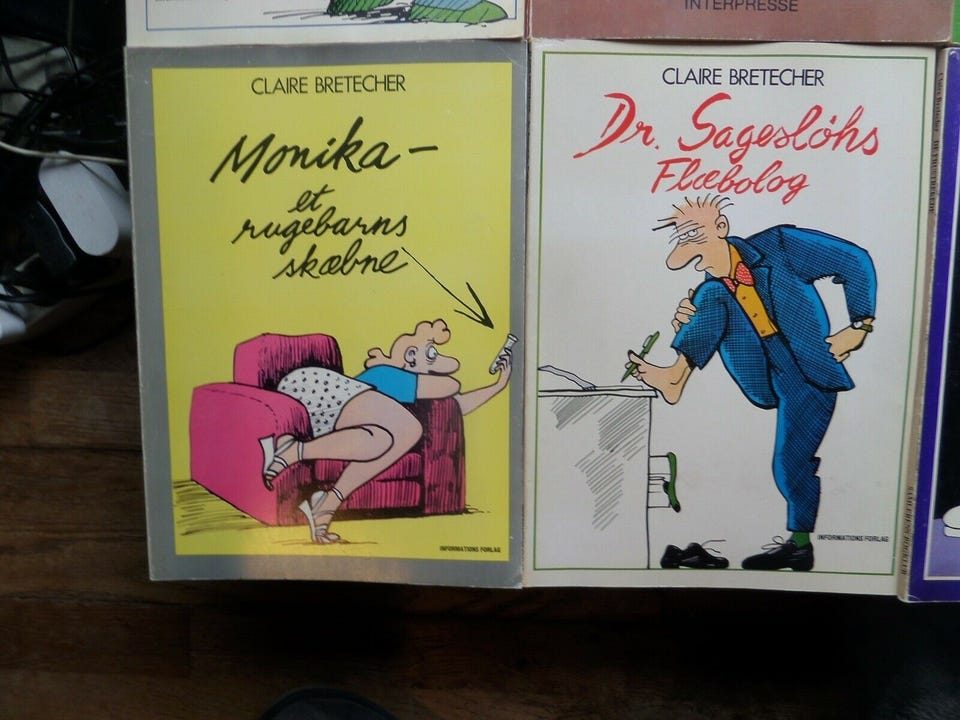 INTERPRESSE
CLAIRE BRETECHER
Monika –
et
rugebarns
skæbne
INFORMATIONS FORLAG
CLAIRE BRETECHER
Dr. Sageslöhs
Flæbolog
INFORMATIONS FORLAG